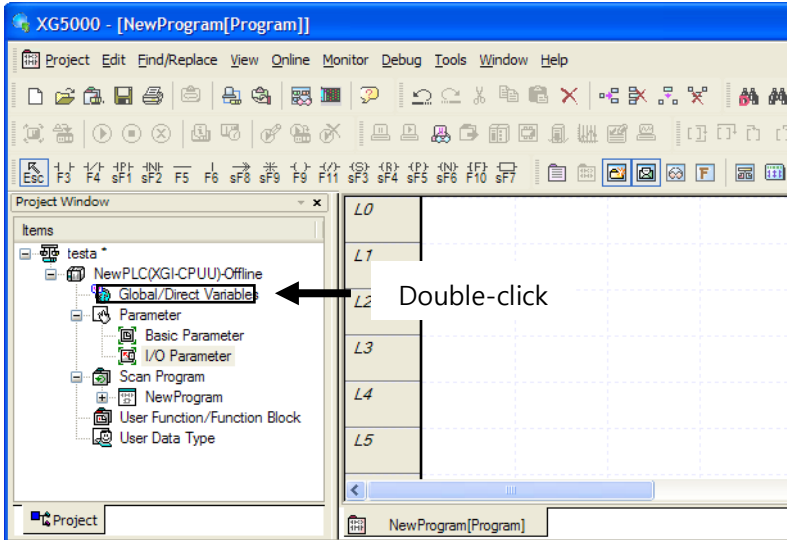 XG5000 - [NewProgram[Program]]
Project Edit Find/Replace View Online Monitor Debug Tools Window Help
Esc F3 F4 sF1 sF2 F5 F6 sF8 sF9 F9 F11 sF3 sF4 sF5 sF6 F10 sF7
Project Window
Items
testa *
NewPLC(XGI-CPUU)-Offline
Global/Direct Variables
Parameter
Basic Parameter
I/O Parameter
Scan Program
NewProgram
User Function/Function Block
User Data Type
Project
L0
L1
L2
Double-click
L3
L4
L5
NewProgram[Program]